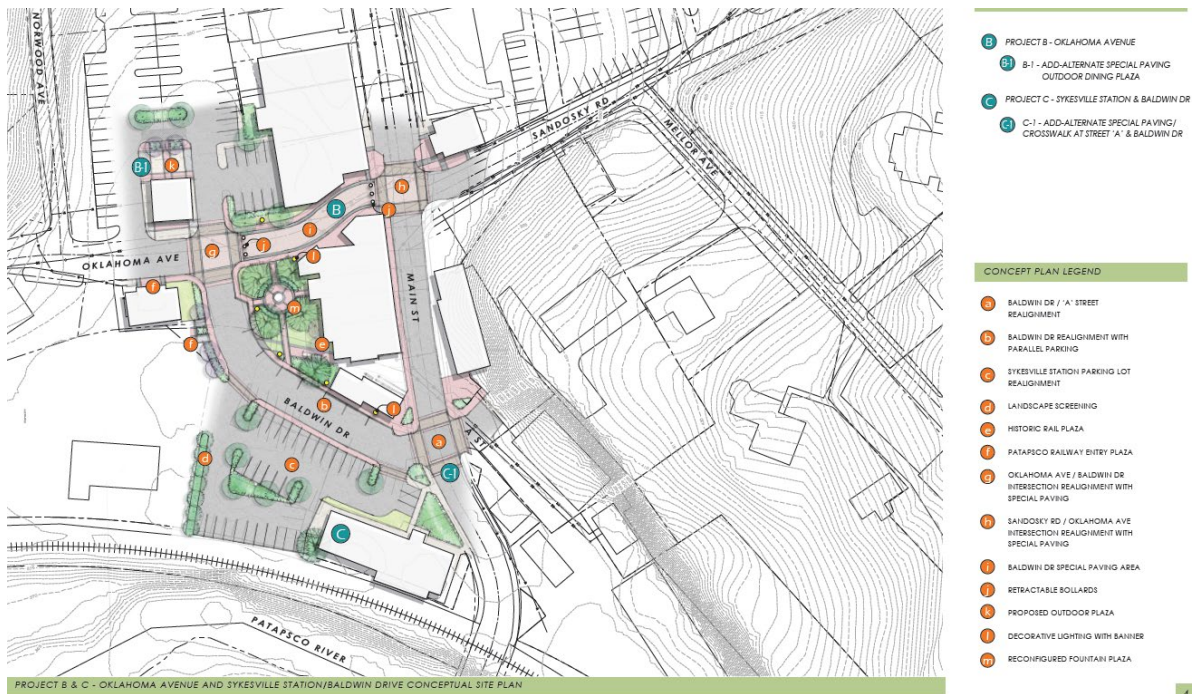 NORWOOD AVE
SANDOSKY RD
MELLOR AVE
B-1
k
h
B
j
i
g
j
l
OKLAHOMA AVE
f
m
MAIN ST
f
e
b
l
BALDWIN DR
a
A ST
d
c
C-1
C
PATAPSCO RIVER
PROJECT B & C - OKLAHOMA AVENUE AND SYKESVILLE STATION/BALDWIN DRIVE CONCEPTUAL SITE PLAN
B PROJECT B - OKLAHOMA AVENUE
B-1 B-1 - ADD-ALTERNATE SPECIAL PAVING
OUTDOOR DINING PLAZA
C PROJECT C - SYKESVILLE STATION & BALDWIN DR
C-1 C-1 - ADD-ALTERNATE SPECIAL PAVING/
CROSSWALK AT STREET 'A' & BALDWIN DR
CONCEPT PLAN LEGEND
a BALDWIN DR / 'A' STREET
REALIGNMENT
b BALDWIN DR REALIGNMENT WITH
PARALLEL PARKING
c SYKESVILLE STATION PARKING LOT
REALIGNMENT
d LANDSCAPE SCREENING
e HISTORIC RAIL PLAZA
f PATAPSCO RAILWAY ENTRY PLAZA
g OKLAHOMA AVE / BALDWIN DR
INTERSECTION REALIGNMENT WITH
SPECIAL PAVING
h SANDOSKY RD / OKLAHOMA AVE
INTERSECTION REALIGNMENT WITH
SPECIAL PAVING
i BALDWIN DR SPECIAL PAVING AREA
j RETRACTABLE BOLLARDS
k PROPOSED OUTDOOR PLAZA
l DECORATIVE LIGHTING WITH BANNER
m RECONFIGURED FOUNTAIN PLAZA